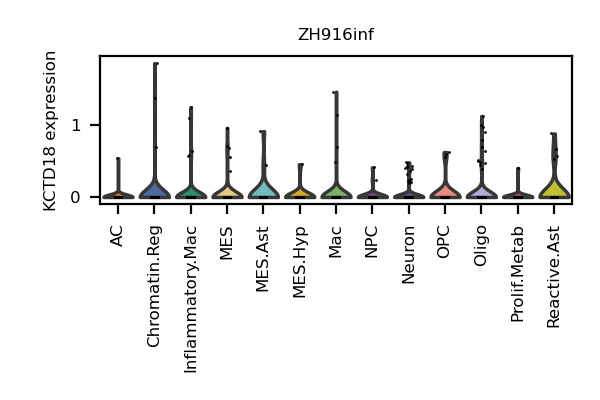 ZH916inf
KCTD18 expression
1
0
AC
Chromatin.Reg
Inflammatory.Mac
MES
MES.Ast
MES.Hyp
Mac
NPC
Neuron
OPC
Oligo
Prolif.Metab
Reactive.Ast